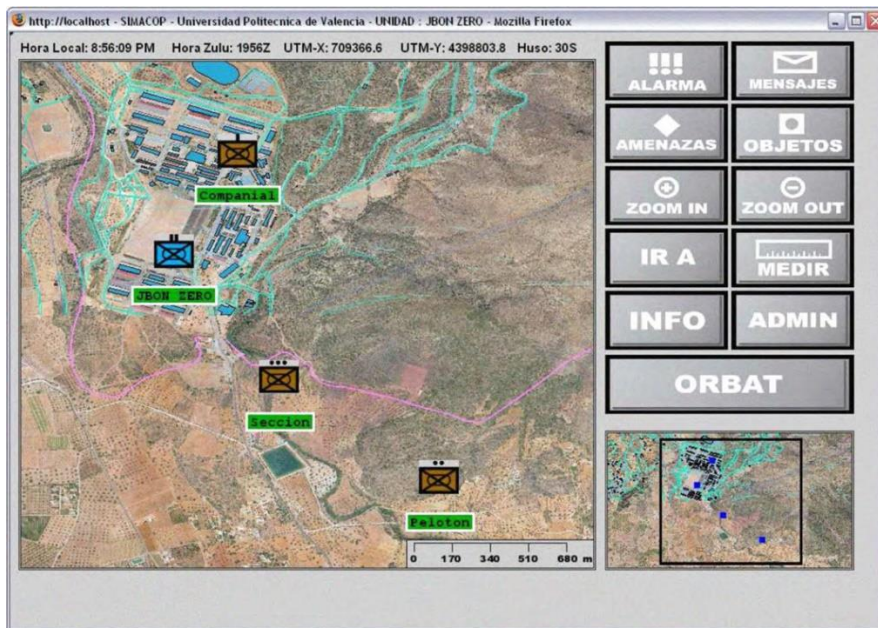 http://localhost - SIMACOP - Universidad Politecnica de Valencia - UNIDAD : JBON ZERO - Mozilla Firefox
Hora Local: 8:56:09 PM Hora Zulu: 1956Z UTM-X: 709366.6 UTM-Y: 4398803.8 Huso: 30S
!!!
ALARMA
MENSAJES
AMENAZAS
OBJETOS
ZOOM IN
ZOOM OUT
IR A
MEDIR
INFO
ADMIN
ORBAT
Companial
JBON ZERO
Seccion
Peloton
0 170 340 510 680 m